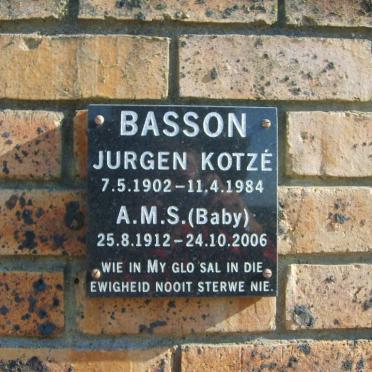 BASSON
JURGEN KOTZÉ
7.5.1902 – 11.4.1984
A.M.S. (Baby)
25.8.1912 – 24.10.2006
WIE IN MY GLO SAL IN DIE
EWIGHEID NOOIT STERWE NIE.